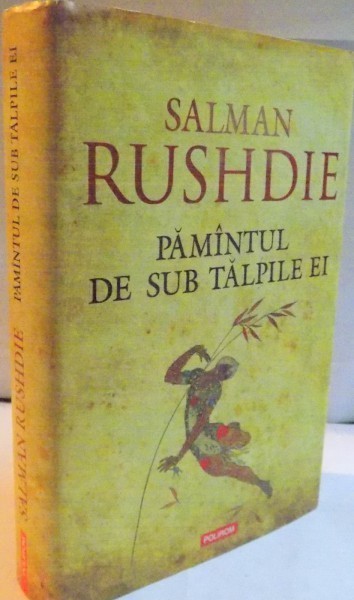 SALMAN RUSHDIE PĂMÎNTUL DE SUB TĂLPILE EI
SALMAN
RUSHDIE
PĂMÎNTUL
DE SUB TĂLPILE EI
POLIROM